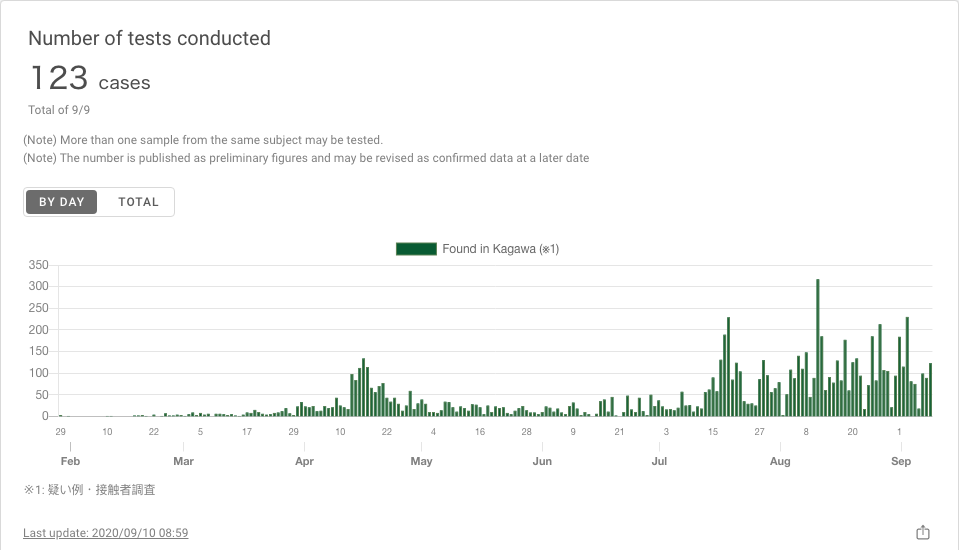 Number of tests conducted
123 cases
Total of 9/9
(Note) More than one sample from the same subject may be tested.
(Note) The number is published as preliminary figures and may be revised as confirmed data at a later date
BY DAY TOTAL
Found in Kagawa (※1)
350
300
250
200
150
100
50
0
29 10 22 5 17 29 10 22 4 16 28 9 21 3 15 27 8 20 1
Feb Mar Apr May Jun Jul Aug Sep
※1: 疑い例・接触者調査
Last update: 2020/09/10 08:59